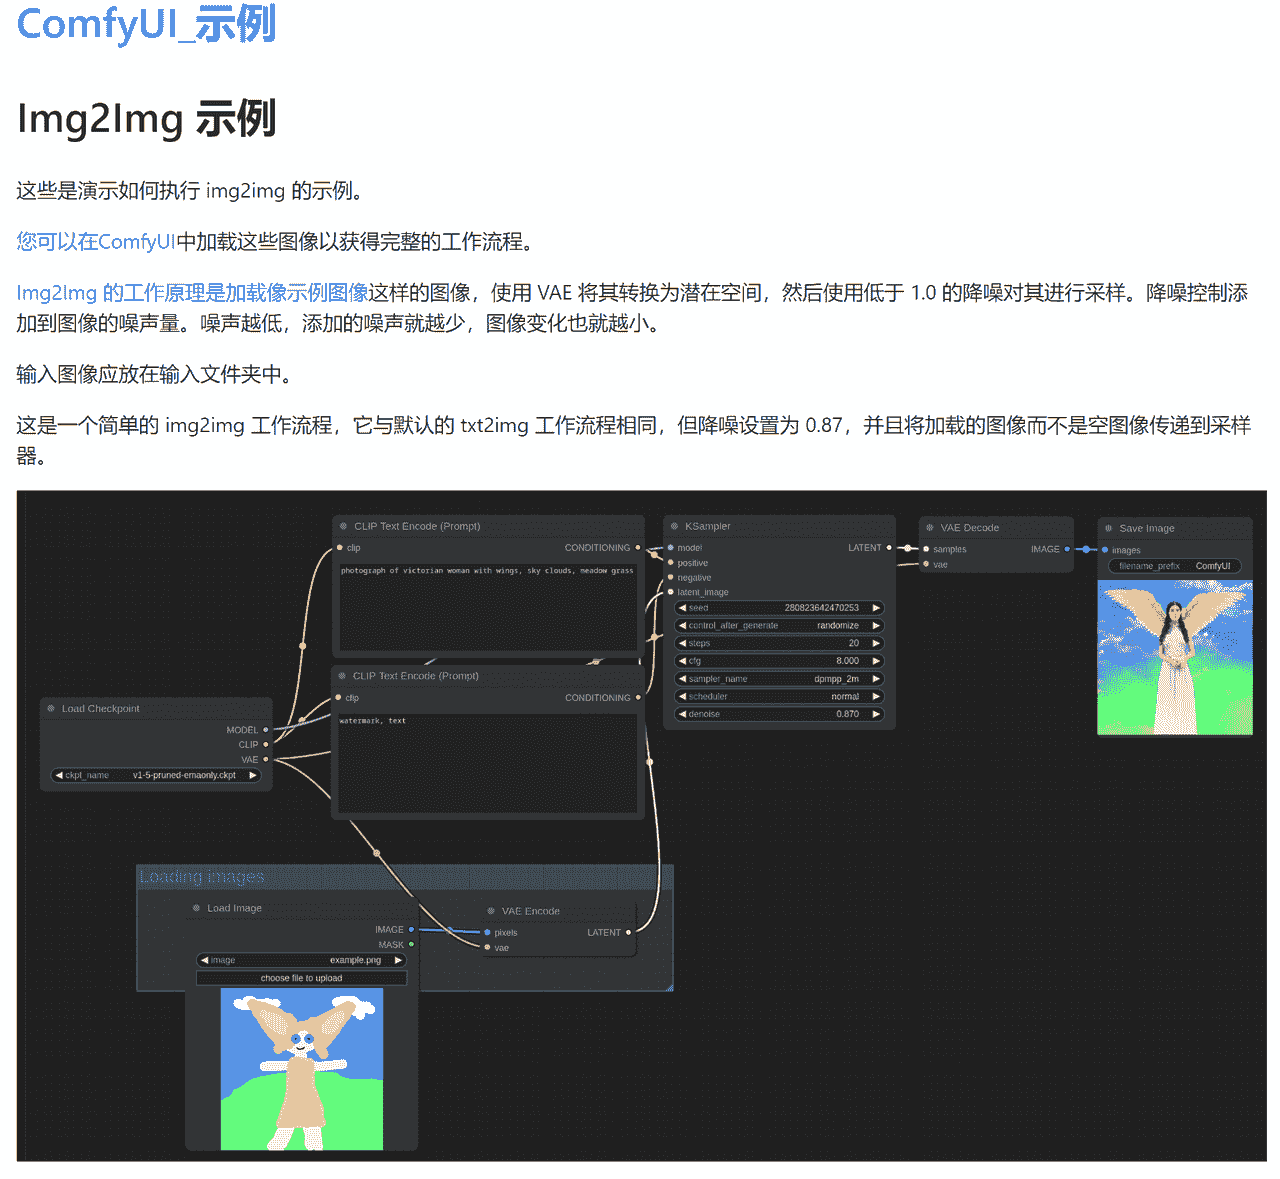 ComfyUI_示例
Img2Img 示例
这些是演示如何执行 img2img 的示例。
您可以在ComfyUI中加载这些图像以获得完整的工作流程。
Img2Img 的工作原理是加载像示例图像这样的图像，使用 VAE 将其转换为潜在空间，然后使用低于 1.0 的降噪对其进行采样。降噪控制添
加到图像的噪声量。噪声越低，添加的噪声就越少，图像变化也就越小。
输入图像应放在输入文件夹中。
这是一个简单的 img2img 工作流程，它与默认的 txt2img 工作流程相同，但降噪设置为 0.87，并且将加载的图像而不是空图像传递到采样
器。
CLIP Text Encode (Prompt)
clip CONDITIONING
photograph of victorian woman with wings, sky clouds, meadow grass
CLIP Text Encode (Prompt)
clip CONDITIONING
watermark, text
Load Checkpoint
MODEL
CLIP
VAE
ckpt_name v1-5-pruned-emaonly.ckpt
KSampler
model LATENT
positive
negative
latent_image
seed 280823642470253
control_after_generate randomize
steps 20
cfg 8.000
sampler_name dpmpp_2m
scheduler normal
denoise 0.870
VAE Decode
samples IMAGE
vae
Save Image
images
filename_prefix ComfyUI
Loading images
Load Image
IMAGE
MASK
image example.png
choose file to upload
VAE Encode
pixels LATENT
vae